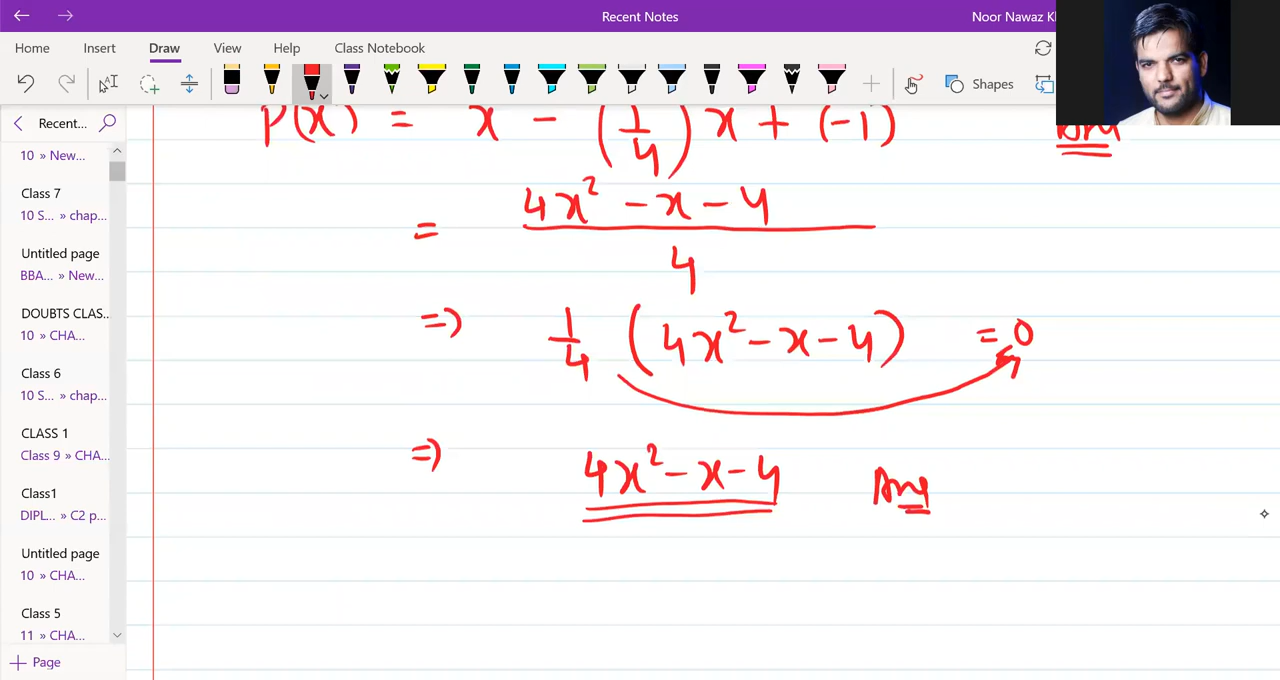 Recent Notes
Noor Nawaz Kh
Home Insert Draw View Help Class Notebook
Shapes
Recent...
10 » New...
Class 7
10 S... » chap...
Untitled page
BBA... » New...
DOUBTS CLAS...
10 » CHA...
Class 6
10 S... » chap...
CLASS 1
Class 9 » CHA...
Class1
DIPL... » C2 p...
Untitled page
10 » CHA...
Class 5
11 » CHA...
+ Page
P(x) = x - (1/4) x + (-1) Ans
= 4x² - x - 4 / 4
=> 1/4 (4x² - x - 4) = 0
=> 4x² - x - 4 Ans